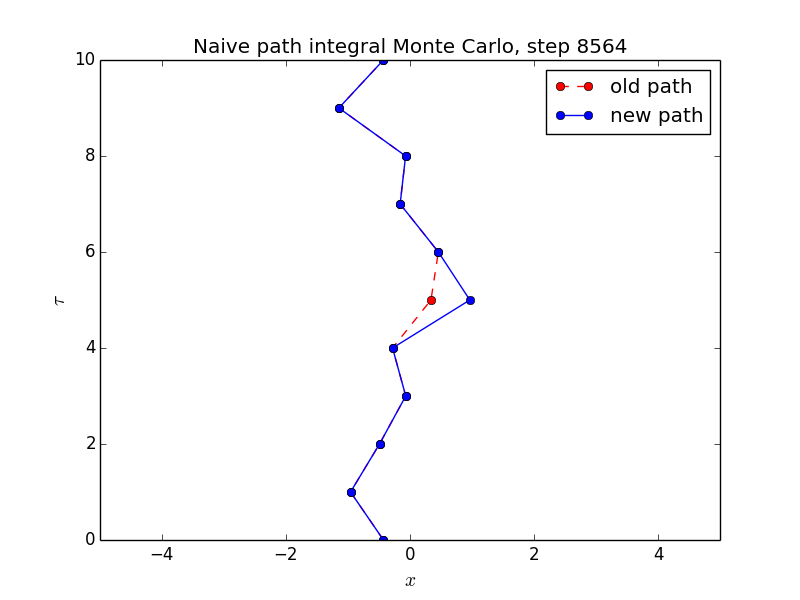 Naive path integral Monte Carlo, step 8564
10
old path
new path
8
6
τ
4
2
0
−4 −2 0 2 4
x